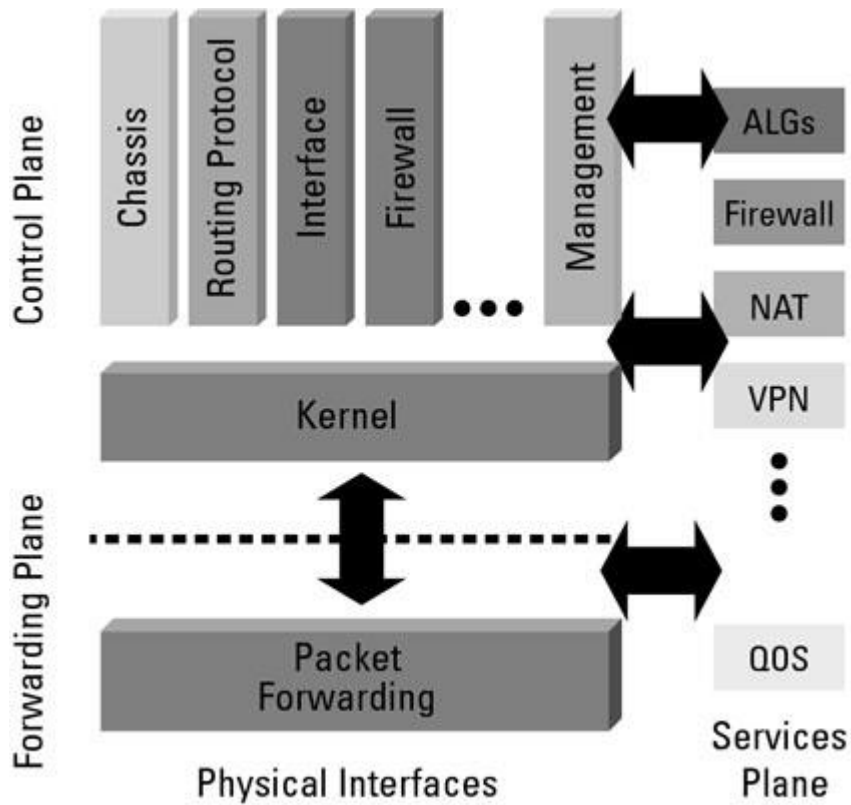 Control Plane
Chassis
Routing Protocol
Interface
Firewall
Management
ALGs
Firewall
NAT
VPN
Kernel
Forwarding Plane
Packet
Forwarding
QOS
Physical Interfaces
Services
Plane